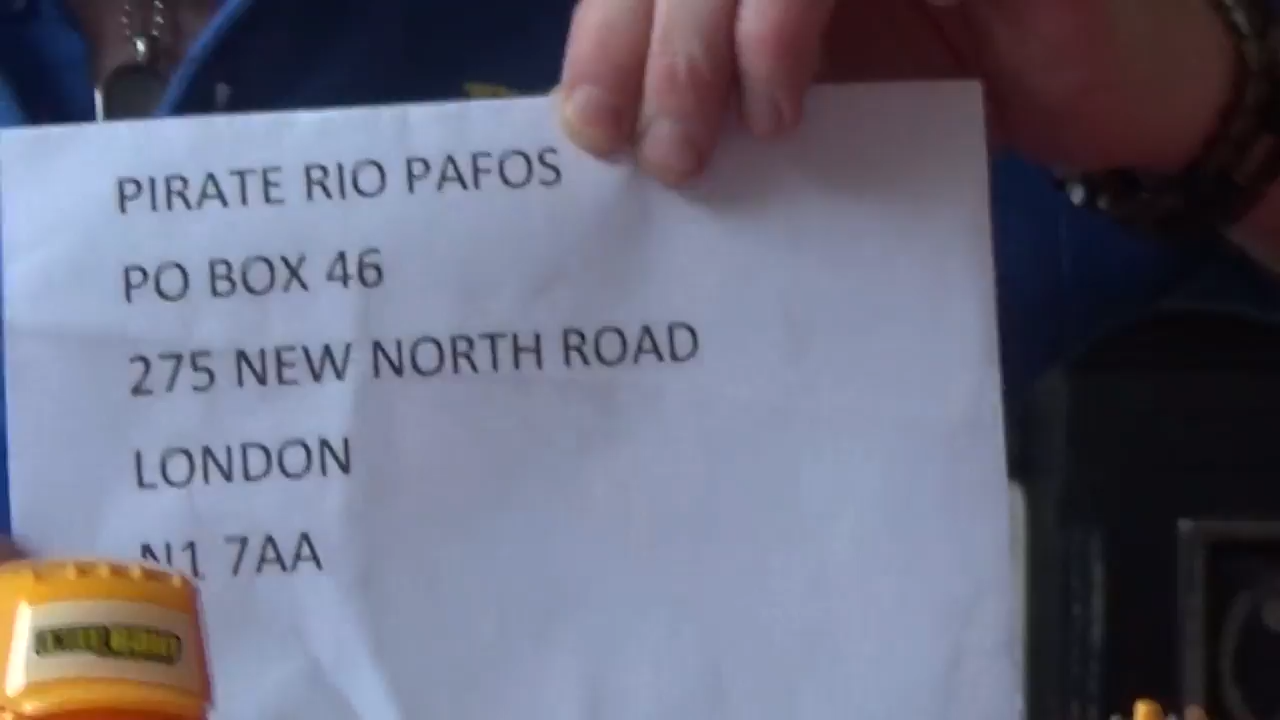 PIRATE RIO PAFOS
PO BOX 46
275 NEW NORTH ROAD
LONDON
N1 7AA